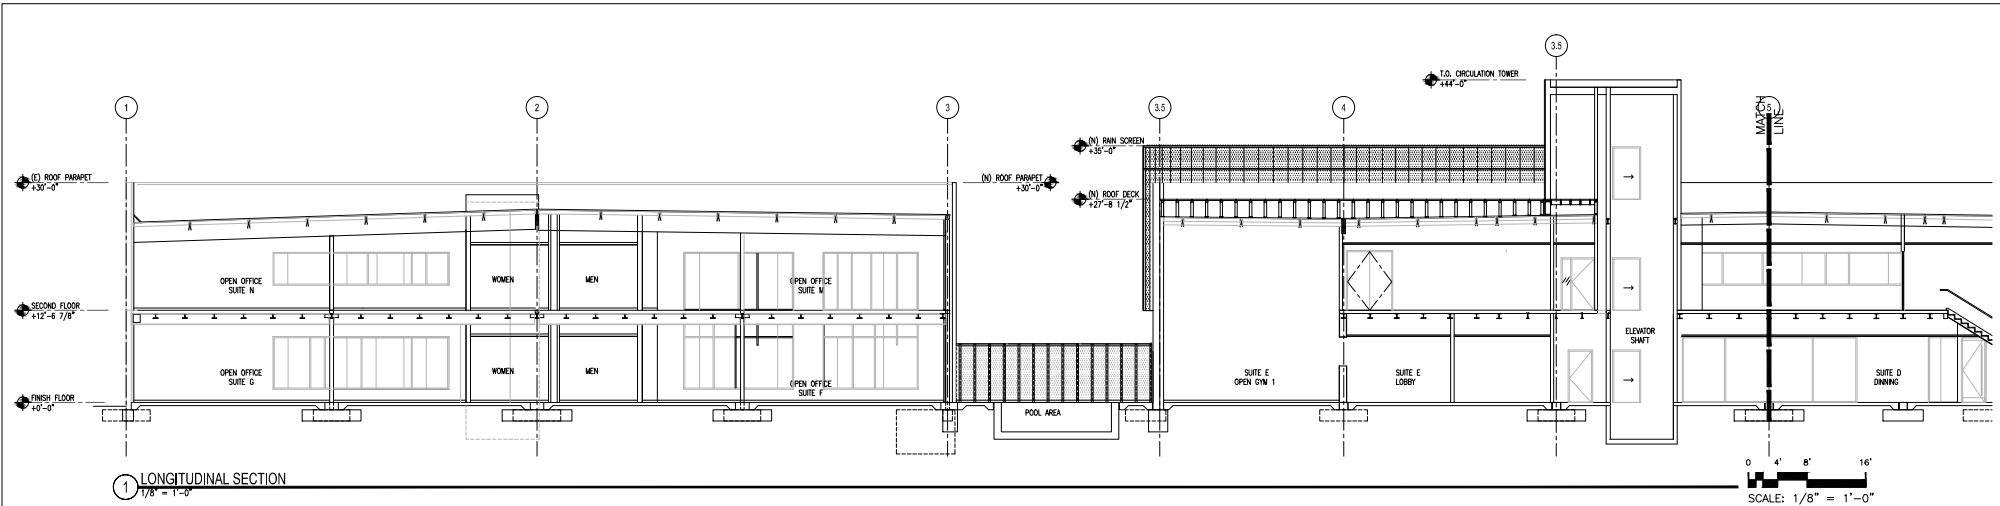 3.5
T.O. CIRCULATION TOWER
+44'-0"
1
2
3
3.5
4
5
MATCH
LINE
(N) RAIN SCREEN
+35'-0"
(E) ROOF PARAPET
+30'-0"
(N) ROOF PARAPET
+30'-0"
(N) ROOF DECK
+27'-8 1/2"
OPEN OFFICE
SUITE N
WOMEN
MEN
OPEN OFFICE
SUITE M
SECOND FLOOR
+12'-6 7/8"
ELEVATOR
SHAFT
OPEN OFFICE
SUITE G
WOMEN
MEN
OPEN OFFICE
SUITE F
SUITE E
OPEN GYM 1
SUITE E
LOBBY
SUITE D
DINNING
FINISH FLOOR
+0'-0"
POOL AREA
1
LONGITUDINAL SECTION
1/8" = 1'-0"
0 4' 8' 16'
SCALE: 1/8" = 1'-0"